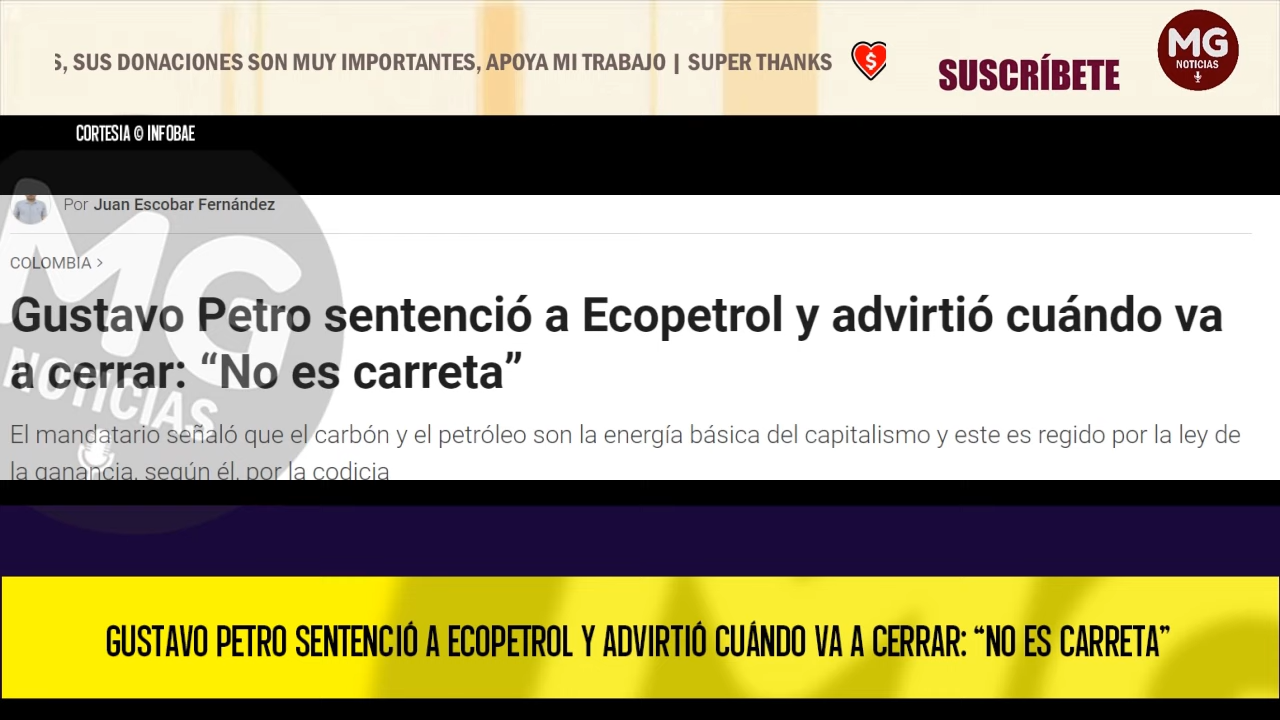 , SUS DONACIONES SON MUY IMPORTANTES, APOYA MI TRABAJO | SUPER THANKS
SUSCRÍBETE
MG
NOTICIAS
CORTESIA © INFOBAE
Por Juan Escobar Fernández
COLOMBIA >
Gustavo Petro sentenció a Ecopetrol y advirtió cuándo va
a cerrar: “No es carreta”
El mandatario señaló que el carbón y el petróleo son la energía básica del capitalismo y este es regido por la ley de
la ganancia, según él, por la codicia
MG
NOTICIAS
GUSTAVO PETRO SENTENCIÓ A ECOPETROL Y ADVIRTIÓ CUÁNDO VA A CERRAR: “NO ES CARRETA”